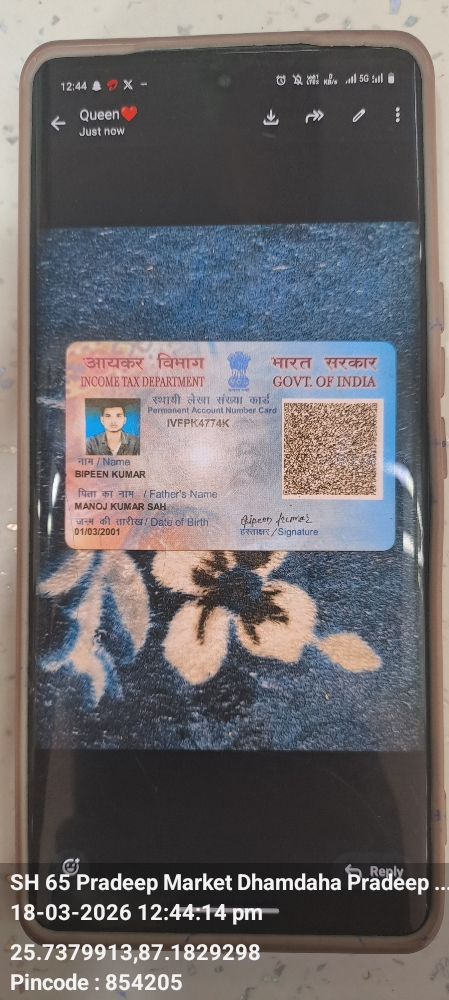 12:44
5G
Queen❤️
Just now
आयकर विभाग
भारत सरकार
INCOME TAX DEPARTMENT
GOVT. OF INDIA
स्थायी लेखा संख्या कार्ड
Permanent Account Number Card
IVFPK4774K
नाम / Name
BIPEEN KUMAR
पिता का नाम / Father's Name
MANOJ KUMAR SAH
जन्म की तारीख / Date of Birth
01/03/2001
Bipeen kumar
हस्ताक्षर / Signature
Reply
SH 65 Pradeep Market Dhamdaha Pradeep ...
18-03-2026 12:44:14 pm
25.7379913,87.1829298
Pincode : 854205